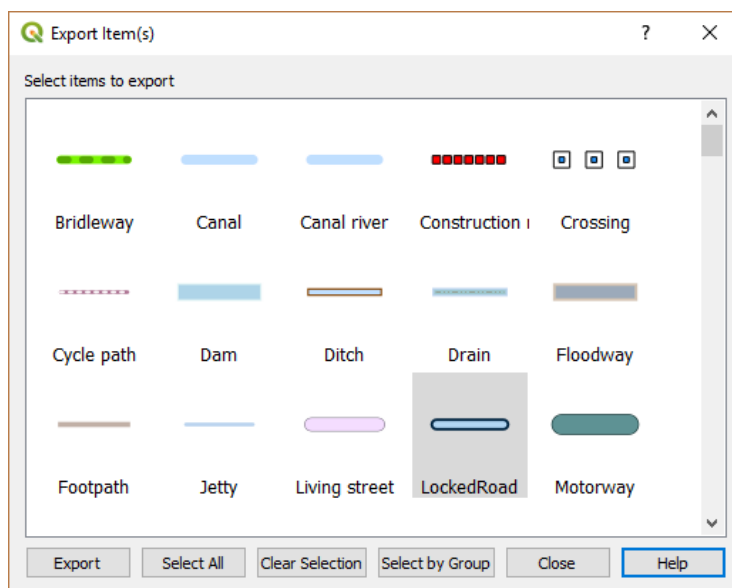 Export Item(s)
?
Select items to export
Bridleway Canal Canal river Construction r Crossing
Cycle path Dam Ditch Drain Floodway
Footpath Jetty Living street LockedRoad Motorway
Export Select All Clear Selection Select by Group Close Help